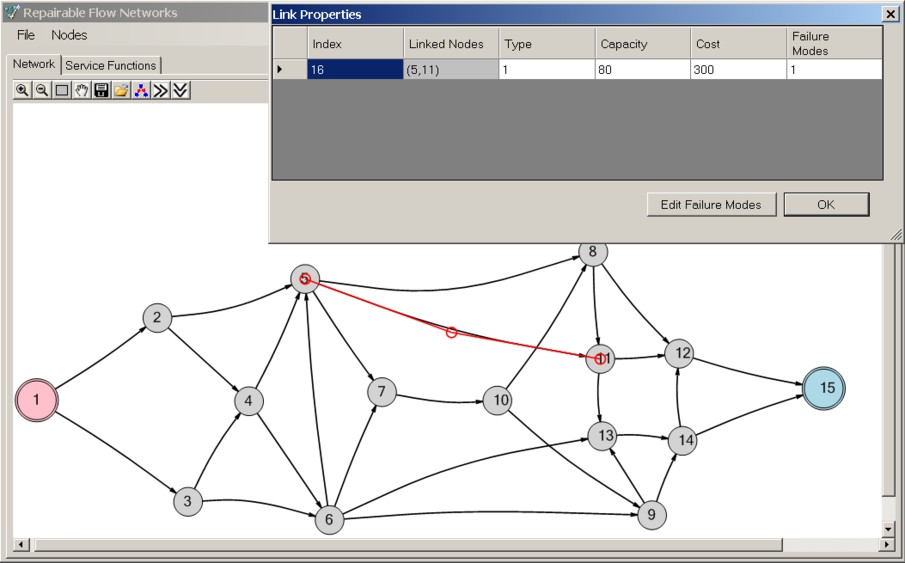 Repairable Flow Networks
File Nodes
Network Service Functions
Link Properties
Index Linked Nodes Type Capacity Cost Failure Modes
16 (5,11) 1 80 300 1
Edit Failure Modes OK
8
5
2
11
12
15
7
1
4
10
13
14
3
6
9